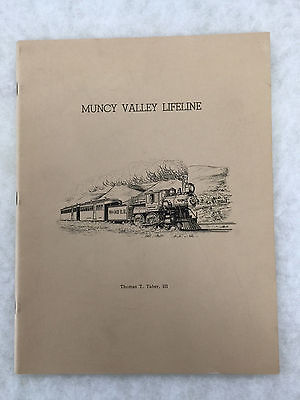 MUNCY VALLEY LIFELINE
Thomas T. Taber, III